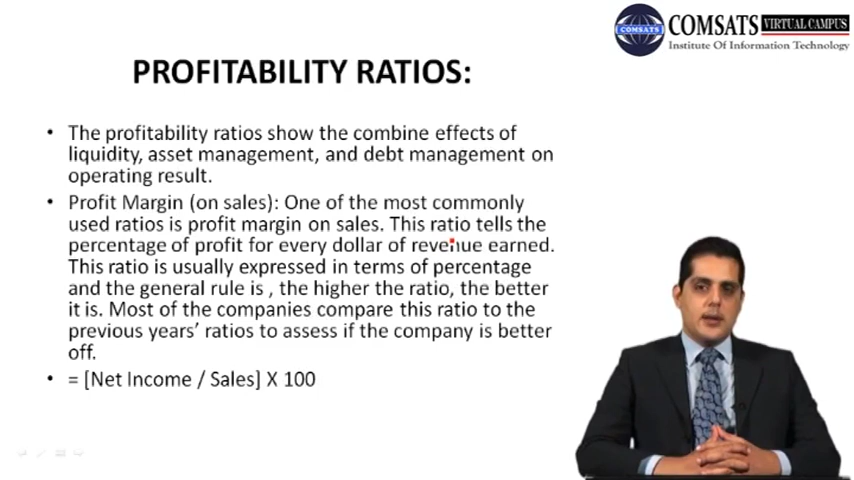 COMSATS
COMSATS VIRTUAL CAMPUS
Institute Of Information Technology
PROFITABILITY RATIOS:
• The profitability ratios show the combine effects of
liquidity, asset management, and debt management on
operating result.
• Profit Margin (on sales): One of the most commonly
used ratios is profit margin on sales. This ratio tells the
percentage of profit for every dollar of revenue earned.
This ratio is usually expressed in terms of percentage
and the general rule is , the higher the ratio, the better
it is. Most of the companies compare this ratio to the
previous years’ ratios to assess if the company is better
off.
• = [Net Income / Sales] X 100